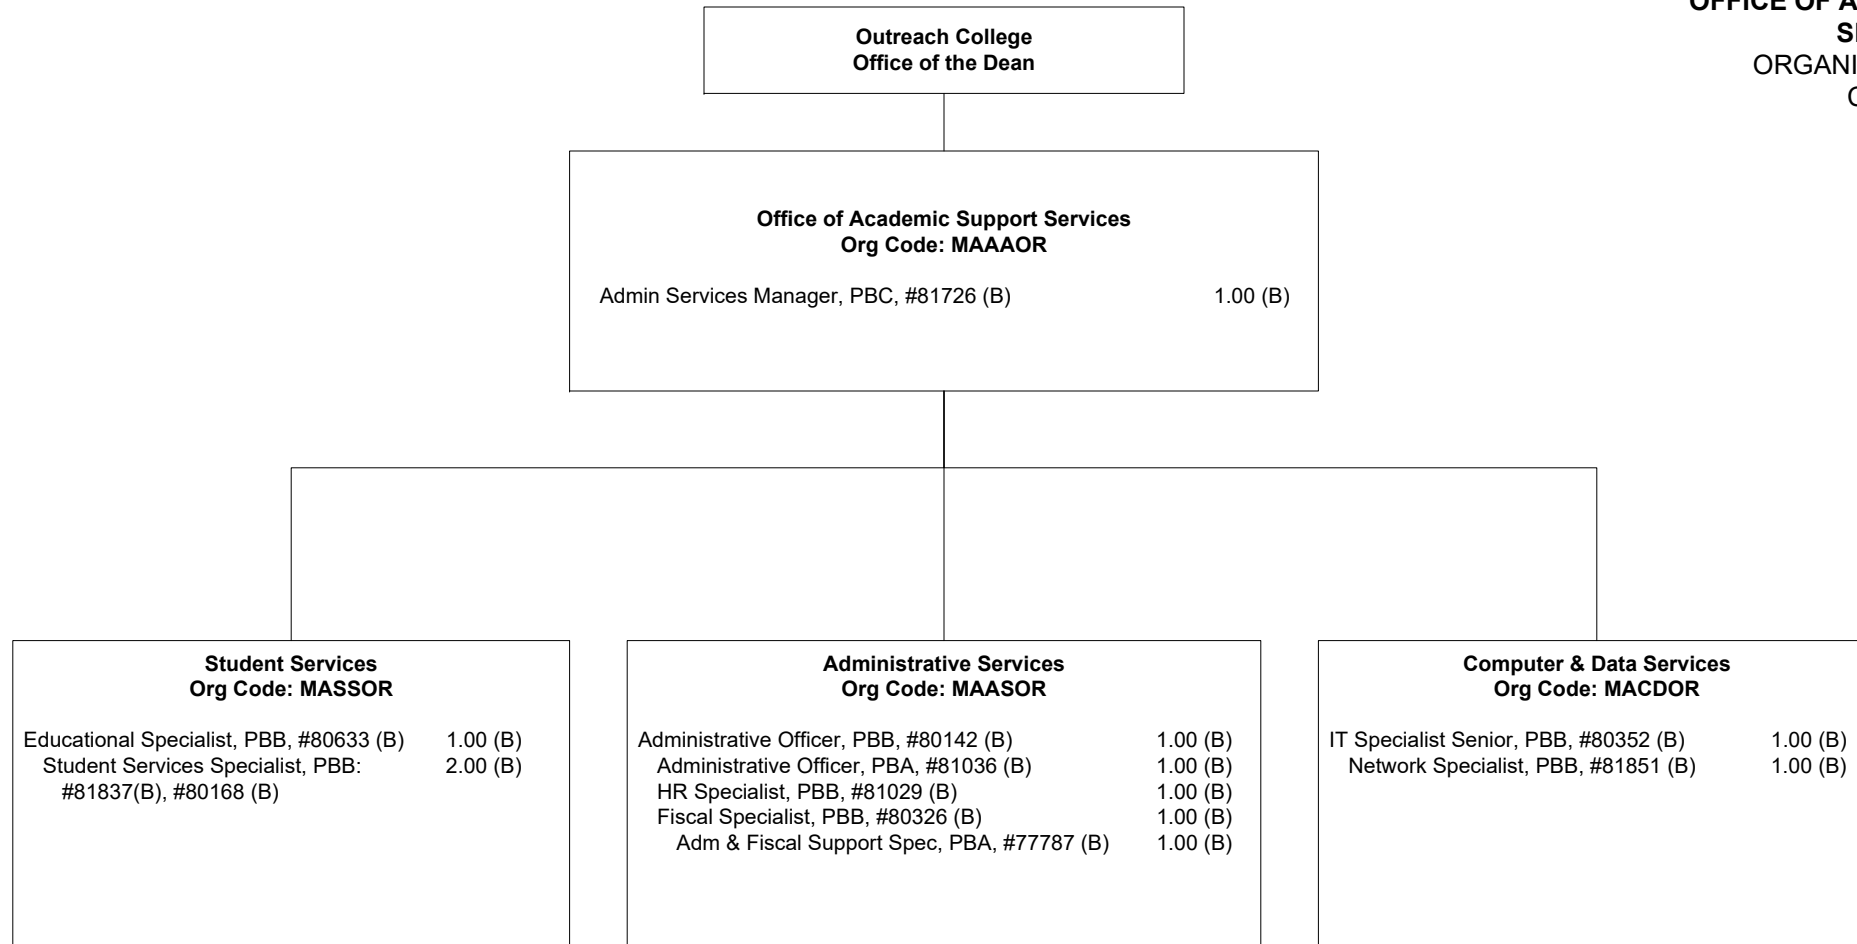 OFFICE OF A
ORGANI
Outreach College
Office of the Dean
Office of Academic Support Services
Org Code: MAAAOR
Admin Services Manager, PBC, #81726 (B) 1.00 (B)
Student Services
Org Code: MASSOR
Educational Specialist, PBB, #80633 (B) 1.00 (B)
Student Services Specialist, PBB: 2.00 (B)
#81837(B), #80168 (B)
Administrative Services
Org Code: MAASOR
Administrative Officer, PBB, #80142 (B) 1.00 (B)
Administrative Officer, PBA, #81036 (B) 1.00 (B)
HR Specialist, PBB, #81029 (B) 1.00 (B)
Fiscal Specialist, PBB, #80326 (B) 1.00 (B)
Adm & Fiscal Support Spec, PBA, #77787 (B) 1.00 (B)
Computer & Data Services
Org Code: MACDOR
IT Specialist Senior, PBB, #80352 (B) 1.00 (B)
Network Specialist, PBB, #81851 (B) 1.00 (B)